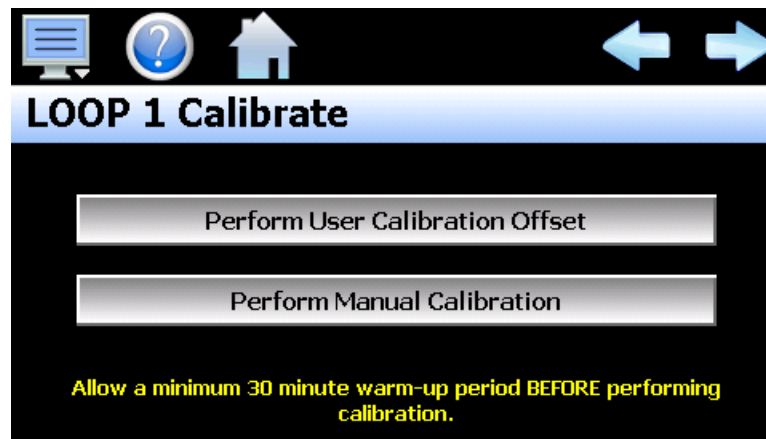 ?
LOOP 1 Calibrate
Perform User Calibration Offset
Perform Manual Calibration
Allow a minimum 30 minute warm-up period BEFORE performing
calibration.